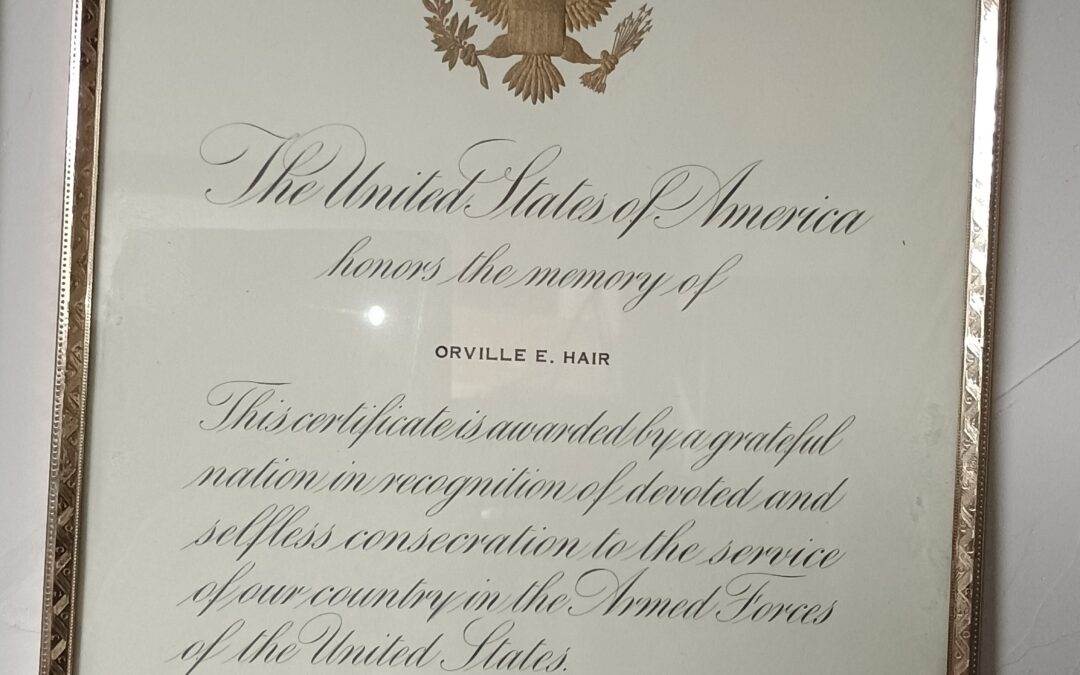 The United States of America
honors the memory of
ORVILLE E. HAIR
This certificate is awarded by a grateful
nation in recognition of devoted and
selfless consecration to the service
of our country in the Armed Forces
of the United States.